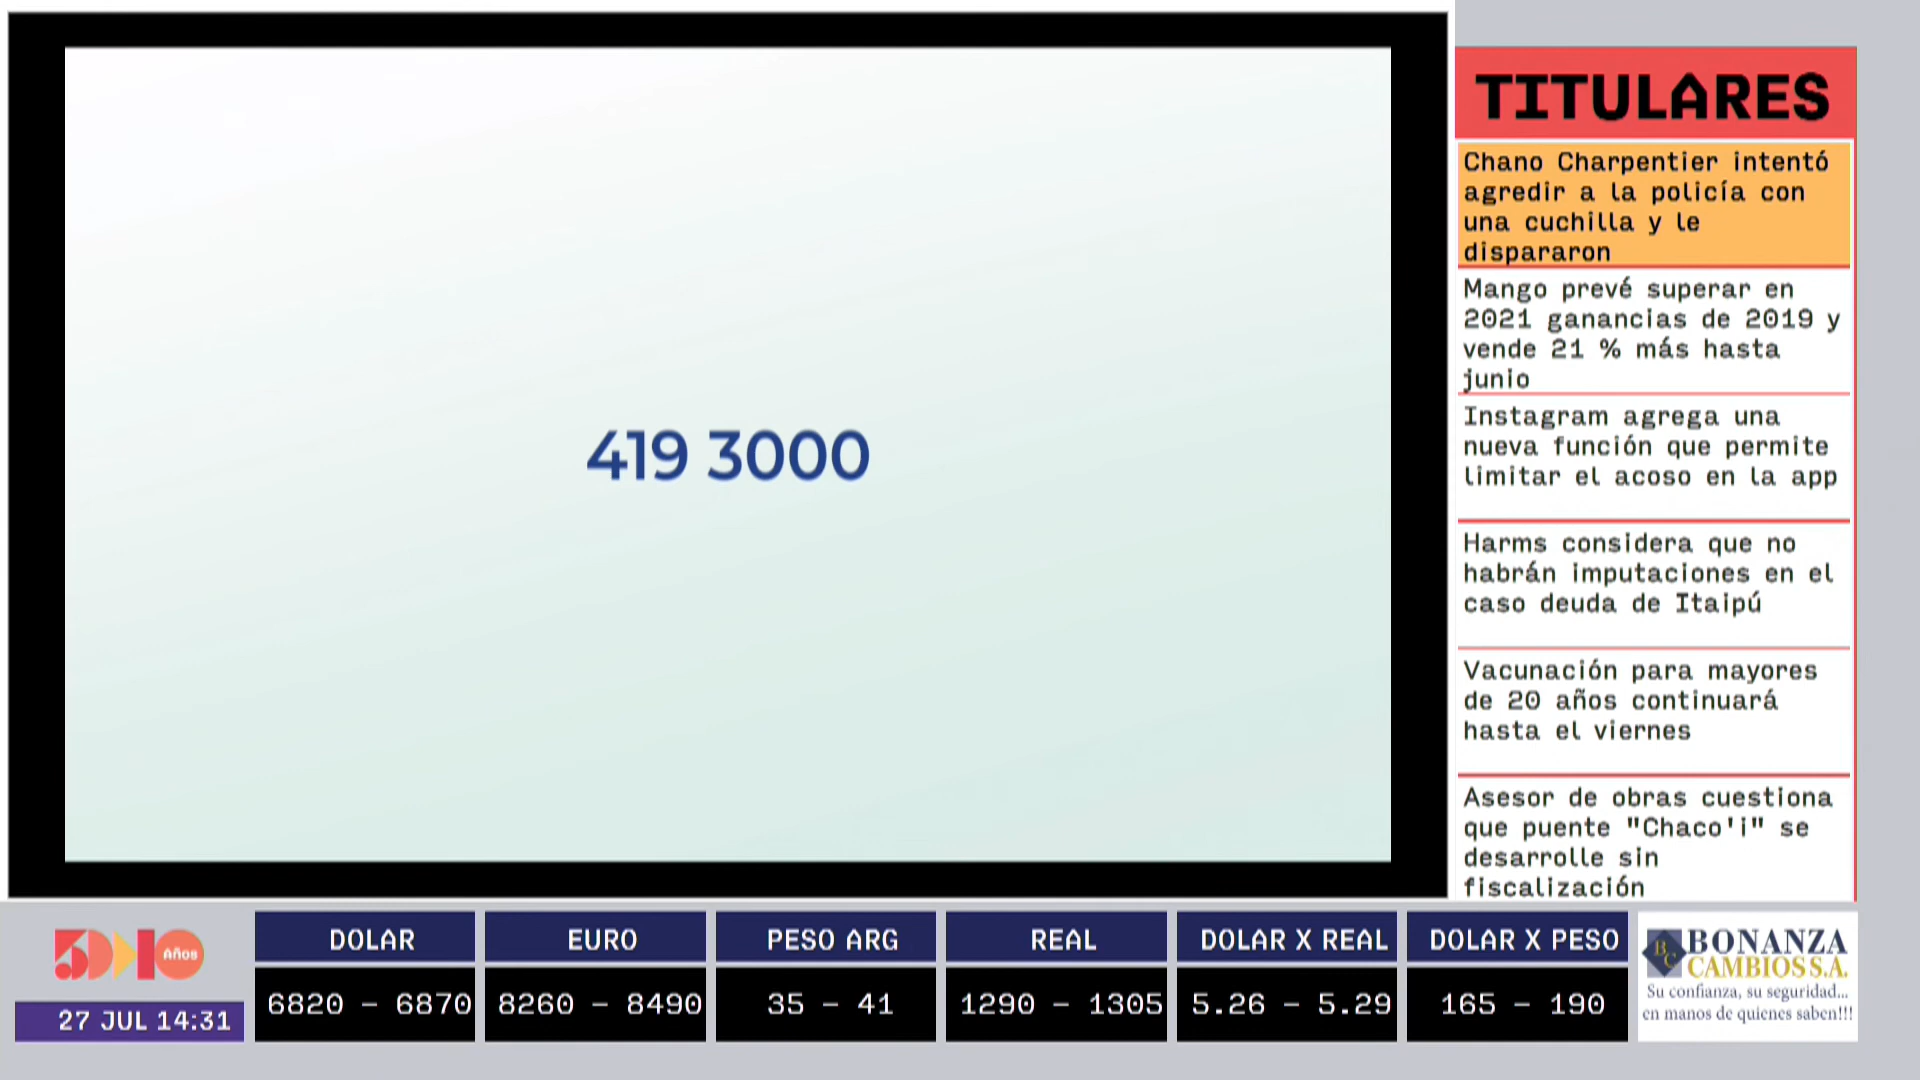 419 3000
TITULARES
Chano Charpentier intentó
agredir a la policía con
una cuchilla y le
dispararon
Mango prevé superar en
2021 ganancias de 2019 y
vende 21 % más hasta
junio
Instagram agrega una
nueva función que permite
limitar el acoso en la app
Harms considera que no
habrán imputaciones en el
caso deuda de Itaipú
Vacunación para mayores
de 20 años continuará
hasta el viernes
Asesor de obras cuestiona
que puente "Chaco'i" se
desarrolle sin
fiscalización
Años
27 JUL 14:31
DOLAR
6820 - 6870
EURO
8260 - 8490
PESO ARG
35 - 41
REAL
1290 - 1305
DOLAR X REAL
5.26 - 5.29
DOLAR X PESO
165 - 190
BC
BONANZA
CAMBIOS S.A.
Su confianza, su seguridad...
en manos de quienes saben!!!